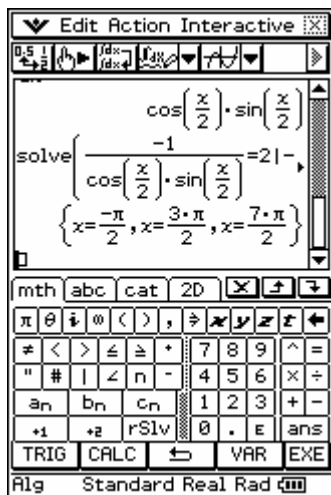 Edit Action Interactive
cos(x/2)·sin(x/2)
solve( -1/(cos(x/2)·sin(x/2))=2|-▸
{x=-π/2,x=3·π/2,x=7·π/2}
mth abc cat 2D
π θ i ∞ ( ) , ⇒ x y z t ←
≠ < > ≤ ≥ 7 8 9 ^ =
" # | ∠ 4 5 6 × ÷
an bn cn 1 2 3 + -
+1 +2 rSlv 0 . E ans
TRIG CALC VAR EXE
Alg Standard Real Rad